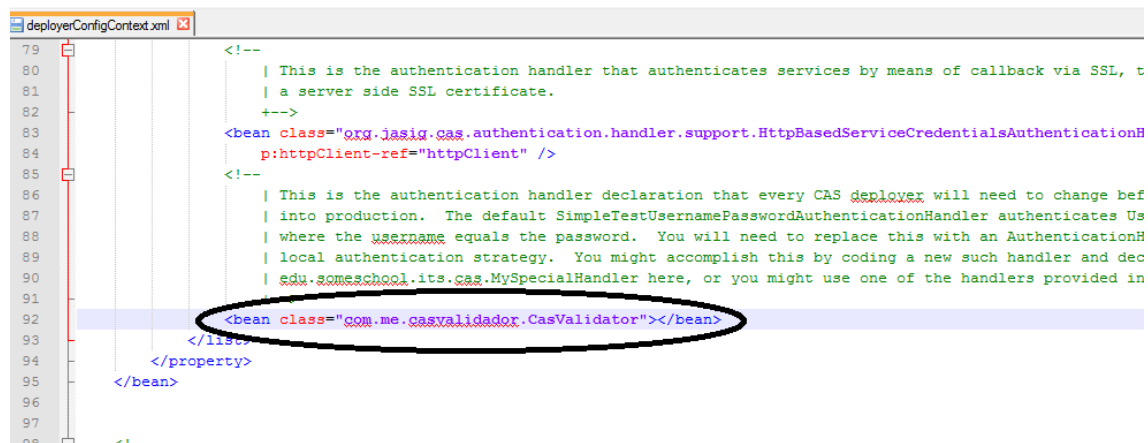 deployerConfigContext.xml
79 <!--
80 | This is the authentication handler that authenticates services by means of callback via SSL, t
81 | a server side SSL certificate.
82 +-->
83 <bean class="org.jasig.cas.authentication.handler.support.HttpBasedServiceCredentialsAuthenticationH
84 p:httpClient-ref="httpClient" />
85 <!--
86 | This is the authentication handler declaration that every CAS deployer will need to change bef
87 | into production. The default SimpleTestUsernamePasswordAuthenticationHandler authenticates Us
88 | where the username equals the password. You will need to replace this with an AuthenticationH
89 | local authentication strategy. You might accomplish this by coding a new such handler and dec
90 | edu.someschool.its.cas.MySpecialHandler here, or you might use one of the handlers provided in
91
92 <bean class="com.me.casvalidador.CasValidator"></bean>
93 </list>
94 </property>
95 </bean>
96
97
98 <!